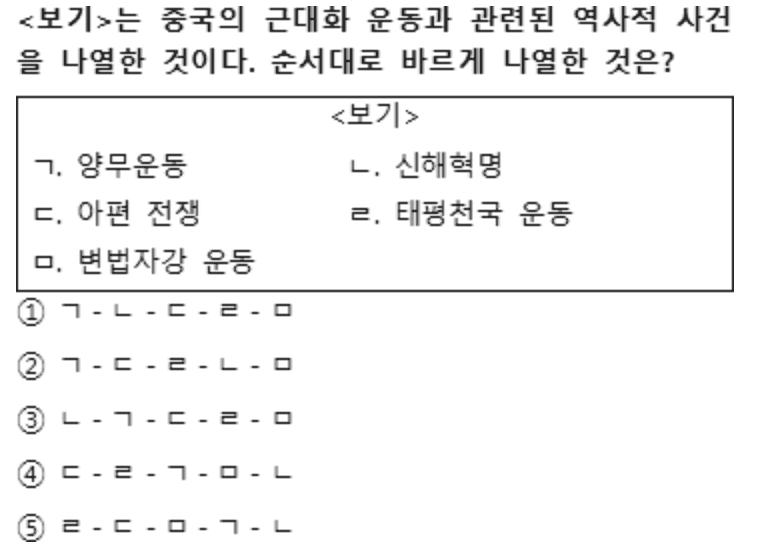 <보기>는 중국의 근대화 운동과 관련된 역사적 사건
을 나열한 것이다. 순서대로 바르게 나열한 것은?
<보기>
ㄱ. 양무운동 ㄴ. 신해혁명
ㄷ. 아편 전쟁 ㄹ. 태평천국 운동
ㅁ. 변법자강 운동
① ㄱ - ㄴ - ㄷ - ㄹ - ㅁ
② ㄱ - ㄷ - ㄹ - ㄴ - ㅁ
③ ㄴ - ㄱ - ㄷ - ㄹ - ㅁ
④ ㄷ - ㄹ - ㄱ - ㅁ - ㄴ
⑤ ㄹ - ㄷ - ㅁ - ㄱ - ㄴ